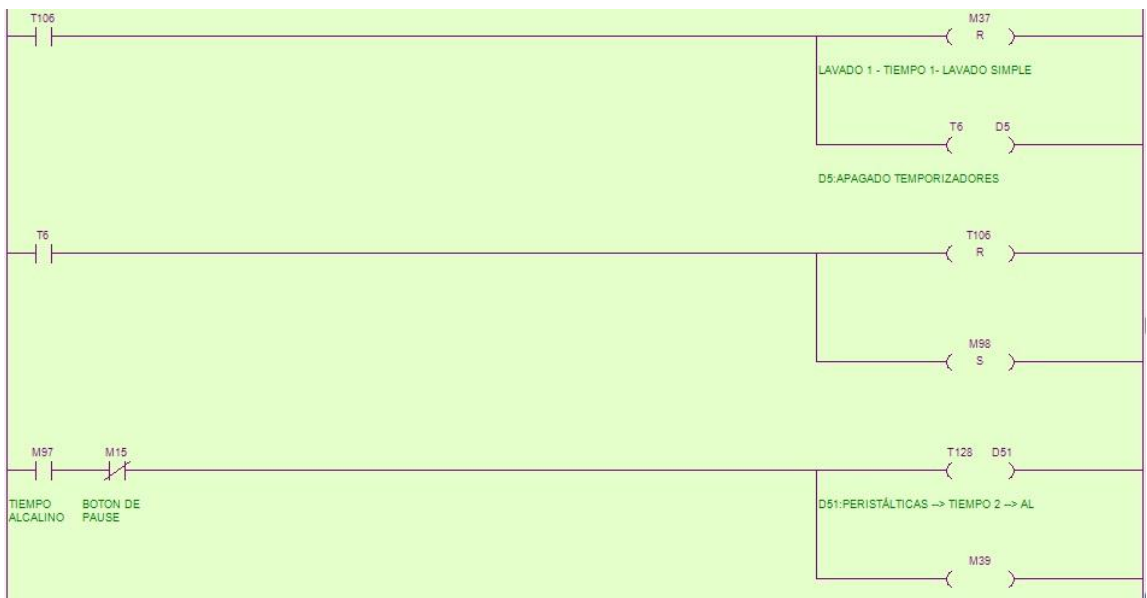 T106
M37
R
LAVADO 1 - TIEMPO 1- LAVADO SIMPLE
T6 D5
D5:APAGADO TEMPORIZADORES
T6
T106
R
M98
S
M97 M15
T128 D51
TIEMPO ALCALINO
BOTON DE PAUSE
D51:PERISTÁLTICAS --> TIEMPO 2 --> AL
M39